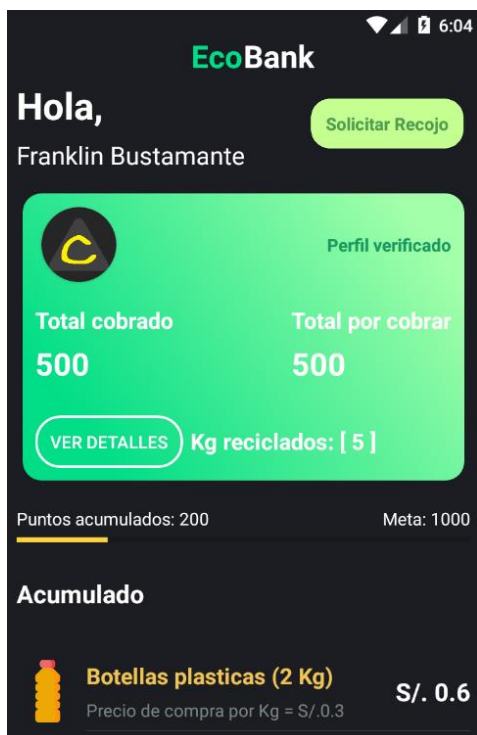 6:04
EcoBank
Hola,
Solicitar Recojo
Franklin Bustamante
C
Perfil verificado
Total cobrado
Total por cobrar
500
500
VER DETALLES
Kg reciclados: [ 5 ]
Puntos acumulados: 200
Meta: 1000
Acumulado
Botellas plasticas (2 Kg)
S/. 0.6
Precio de compra por Kg = S/.0.3